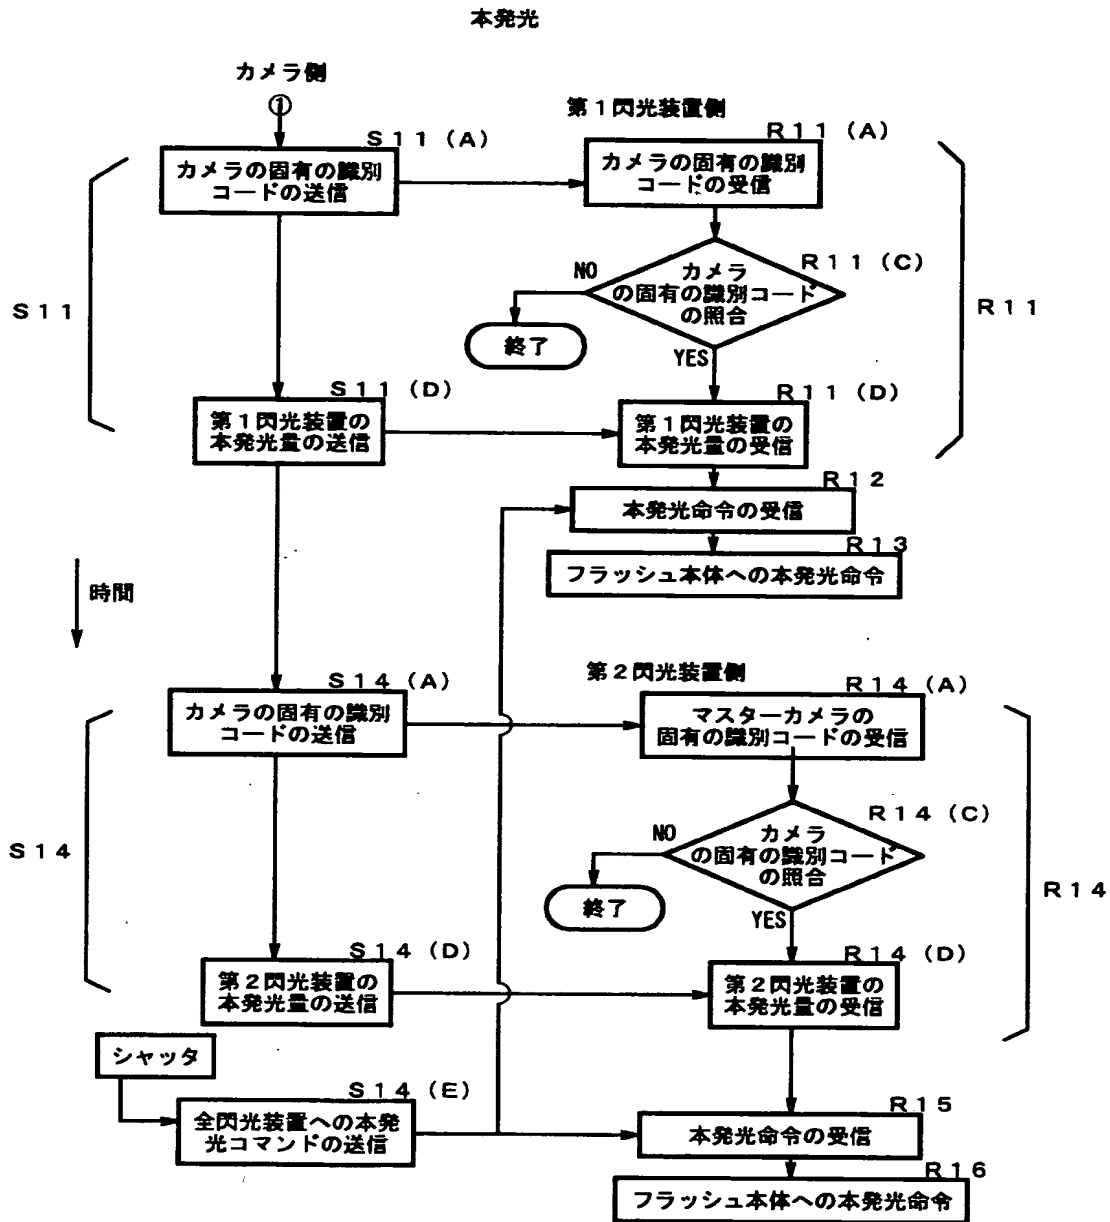 本発光
カメラ側
①
第1閃光装置側
S11(A)
R11(A)
カメラの固有の識別
コードの送信
カメラの固有の識別
コードの受信
R11(C)
NO
カメラ
の固有の識別コード
の照合
S11
R11
終了
YES
S11(D)
R11(D)
第1閃光装置の
本発光量の送信
第1閃光装置の
本発光量の受信
R12
本発光命令の受信
R13
フラッシュ本体への本発光命令
時間
第2閃光装置側
S14(A)
R14(A)
カメラの固有の識別
コードの送信
マスターカメラの
固有の識別コードの受信
R14(C)
NO
カメラ
の固有の識別コード
の照合
S14
R14
終了
YES
S14(D)
R14(D)
第2閃光装置の
本発光量の送信
第2閃光装置の
本発光量の受信
シャッタ
S14(E)
R15
全閃光装置への本発
光コマンドの送信
本発光命令の受信
R16
フラッシュ本体への本発光命令